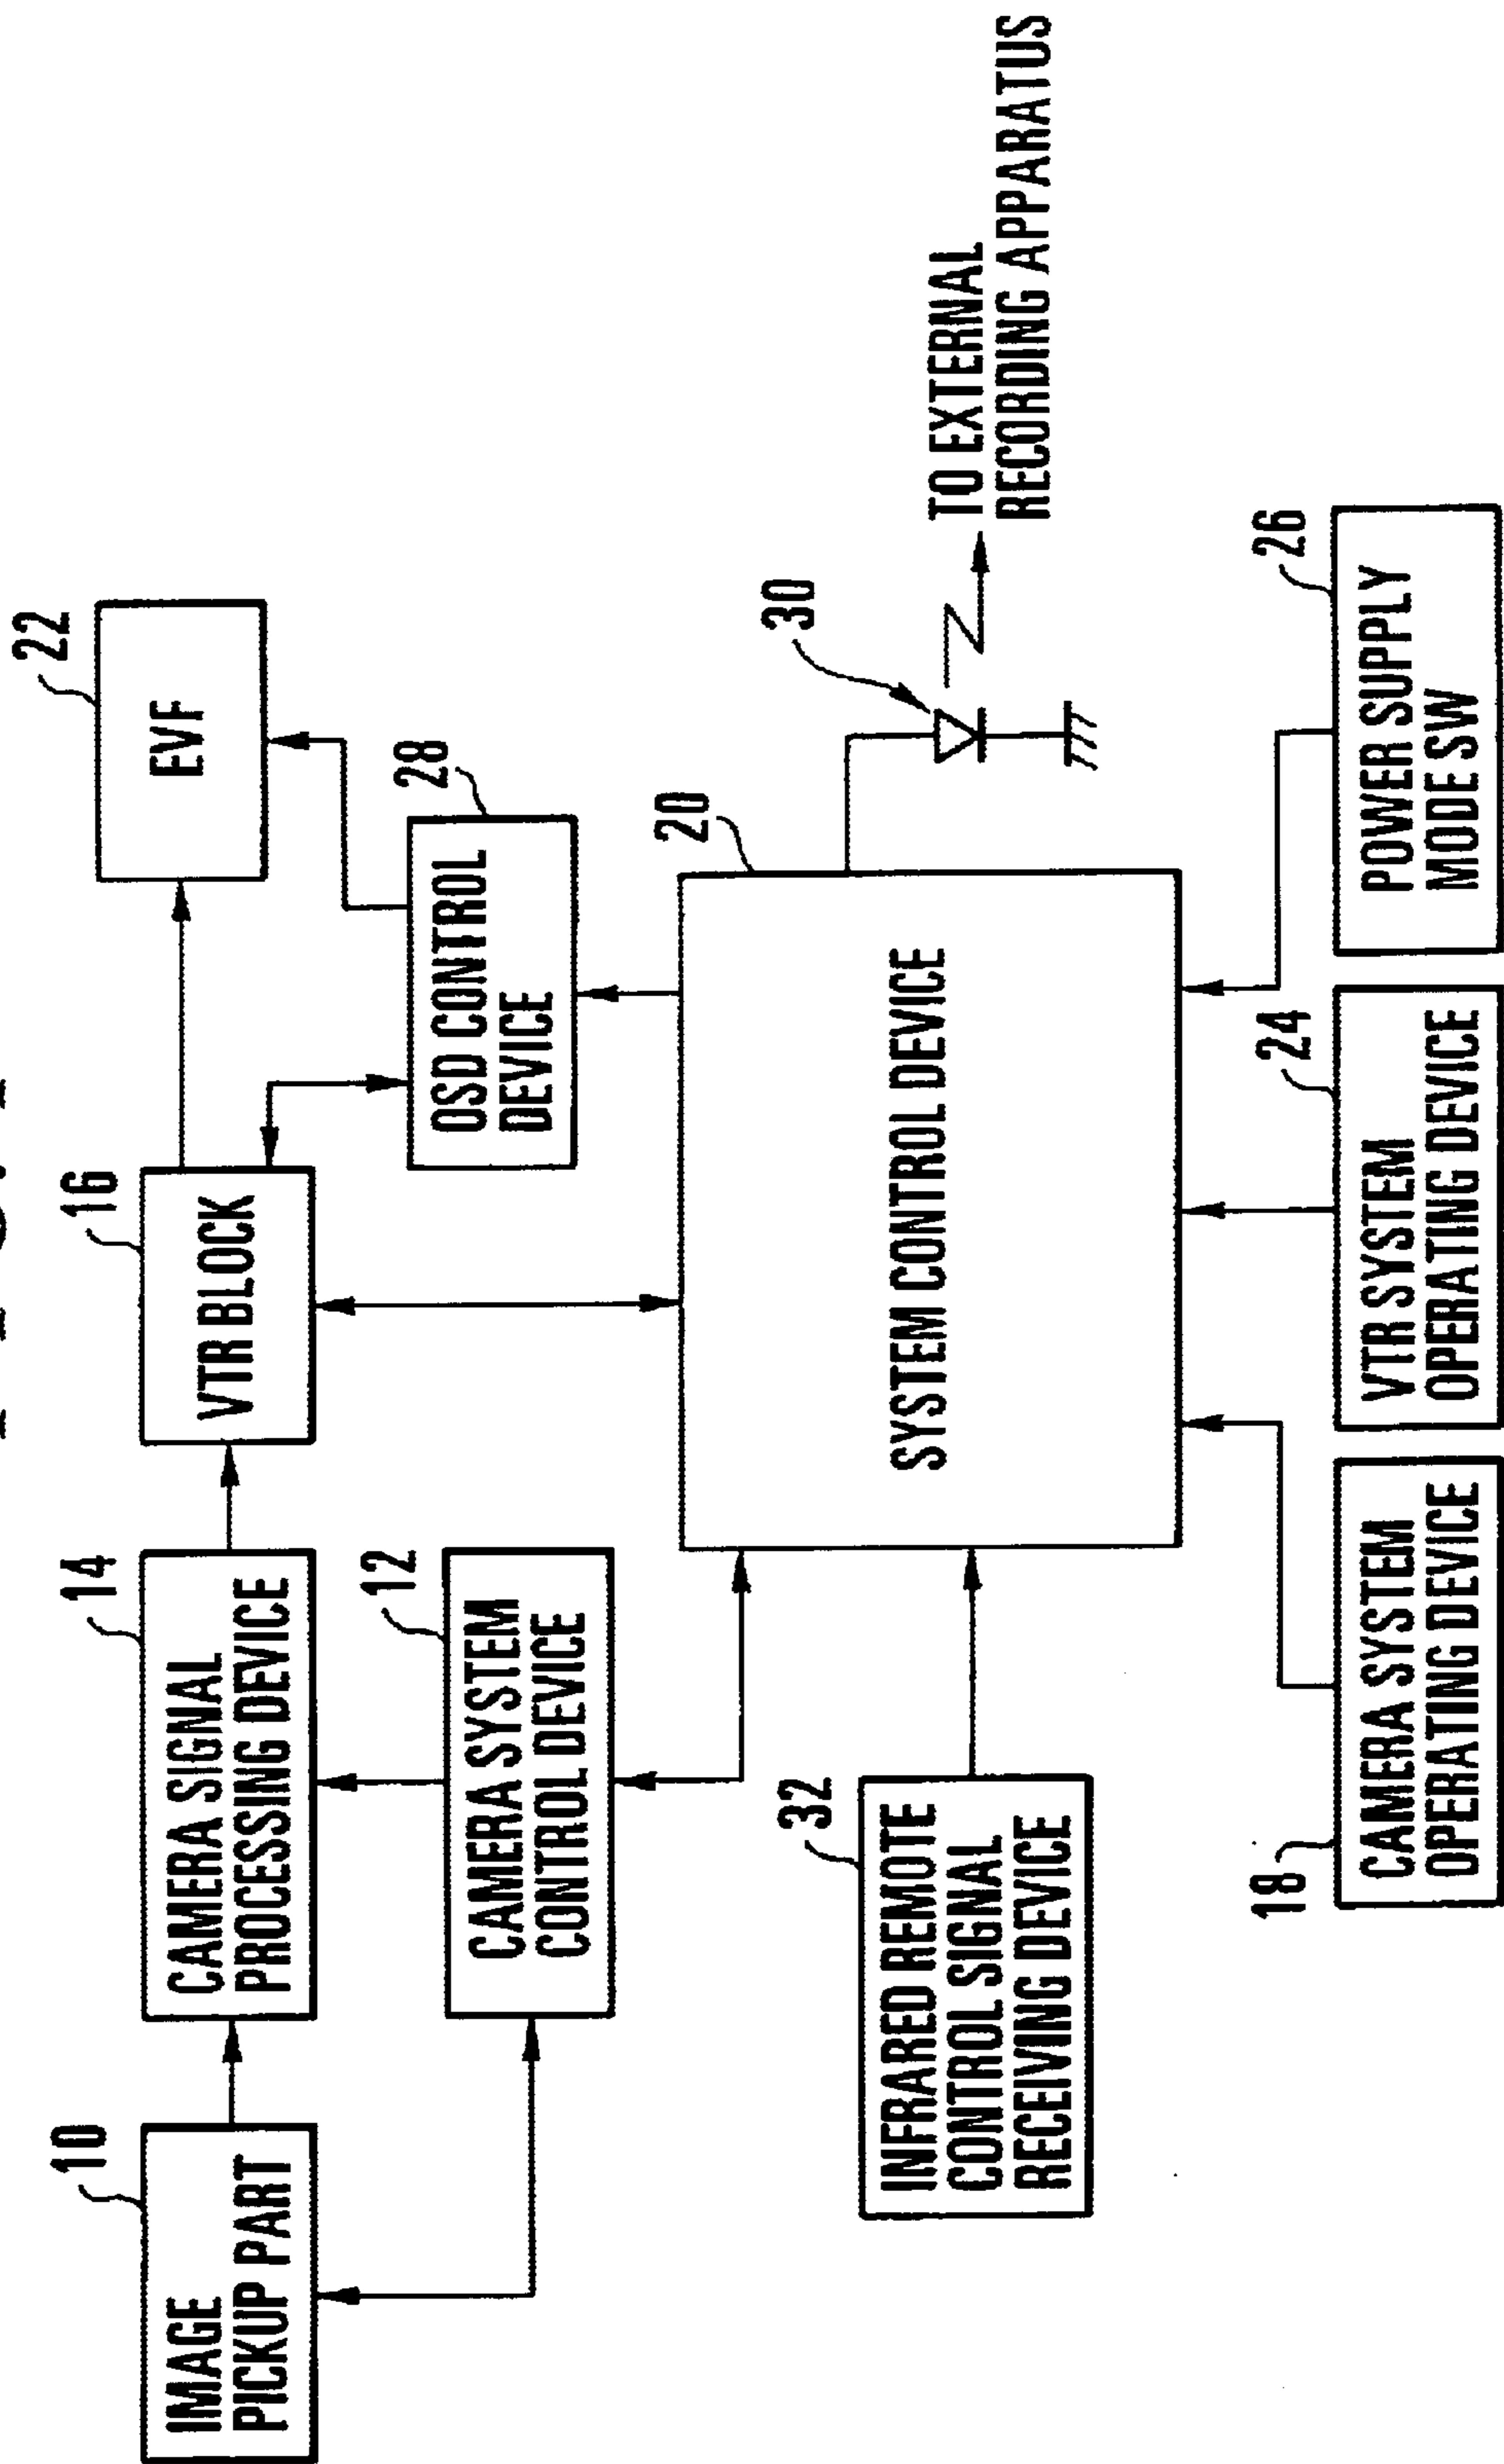 10
IMAGE
PICKUP PART
14
CAMERA SIGNAL
PROCESSING DEVICE
16
VTR BLOCK
22
EVF
12
CAMERA SYSTEM
CONTROL DEVICE
28
OSD CONTROL
DEVICE
32
INFRARED REMOTE
CONTROL SIGNAL
RECEIVING DEVICE
20
SYSTEM CONTROL DEVICE
30
TO EXTERNAL
RECORDING APPARATUS
18
CAMERA SYSTEM
OPERATING DEVICE
24
VTR SYSTEM
OPERATING DEVICE
26
POWER SUPPLY
MODE SW